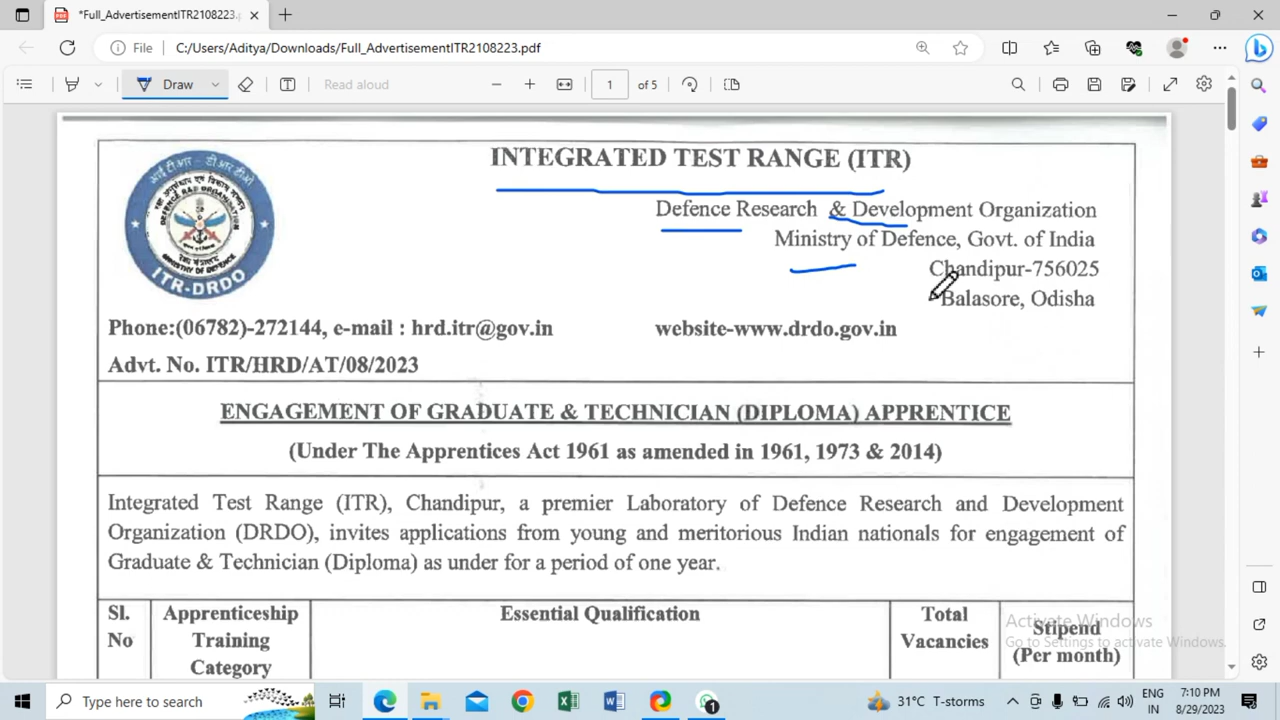 *Full_AdvertisementITR2108223.p
File
C:/Users/Aditya/Downloads/Full_AdvertisementITR2108223.pdf
Draw
Read aloud
1
of 5
INTEGRATED TEST RANGE (ITR)
Defence Research & Development Organization
Ministry of Defence, Govt. of India
Chandipur-756025
Balasore, Odisha
ITR-DRDO
Phone:(06782)-272144, e-mail : hrd.itr@gov.in
website-www.drdo.gov.in
Advt. No. ITR/HRD/AT/08/2023
ENGAGEMENT OF GRADUATE & TECHNICIAN (DIPLOMA) APPRENTICE
(Under The Apprentices Act 1961 as amended in 1961, 1973 & 2014)
Integrated Test Range (ITR), Chandipur, a premier Laboratory of Defence Research and Development
Organization (DRDO), invites applications from young and meritorious Indian nationals for engagement of
Graduate & Technician (Diploma) as under for a period of one year.
Sl.
No
Apprenticeship
Training
Category
Essential Qualification
Total
Vacancies
Stipend
(Per month)
Activate Windows
Go to Settings to activate Windows.
Type here to search
1
31°C T-storms
ENG
IN
7:10 PM
8/29/2023